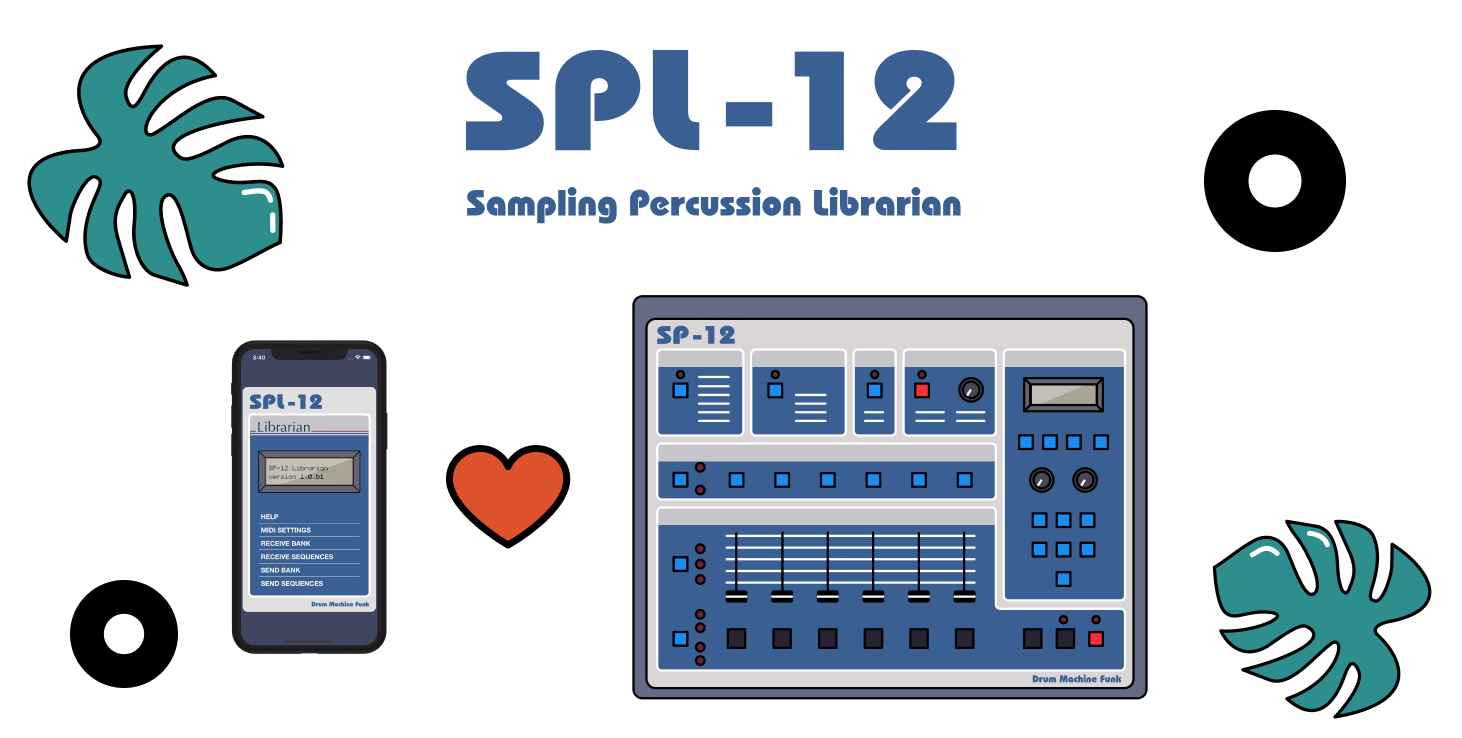 SPL-12
Sampling Percussion Librarian
8:40
SPL-12
Librarian
SP-12 Librarian
version 1.0.b1
HELP
MIDI SETTINGS
RECEIVE BANK
RECEIVE SEQUENCES
SEND BANK
SEND SEQUENCES
Drum Machine Funk
SP-12
Drum Machine Funk